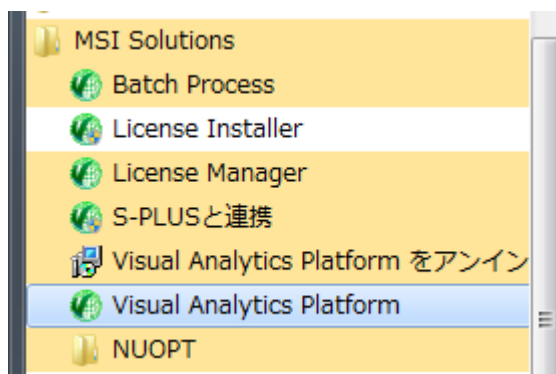 MSI Solutions
Batch Process
License Installer
License Manager
S-PLUSと連携
Visual Analytics Platform をアンイン
Visual Analytics Platform
NUOPT